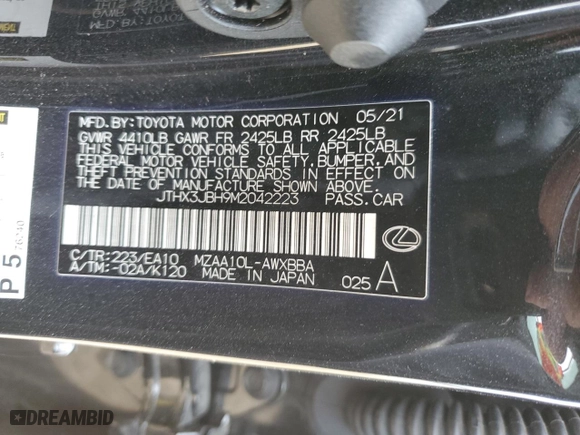 MFD.BY:TOYOTA MOTOR CORPORATION 05/21
GVWR 4410LB GAWR FR 2425LB RR 2425LB
THIS VEHICLE CONFORMS TO ALL APPLICABLE
FEDERAL MOTOR VEHICLE SAFETY,BUMPER,AND
THEFT PREVENTION STANDARDS IN EFFECT ON
THE DATE OF MANUFACTURE SHOWN ABOVE.
JTHX3JBH9M2042223 PASS.CAR
C/TR:223/EA10 MZAA10L-AWXBBA
A/TM:-02A/K120 MADE IN JAPAN 025 A
P 5 76740
DREAMBID